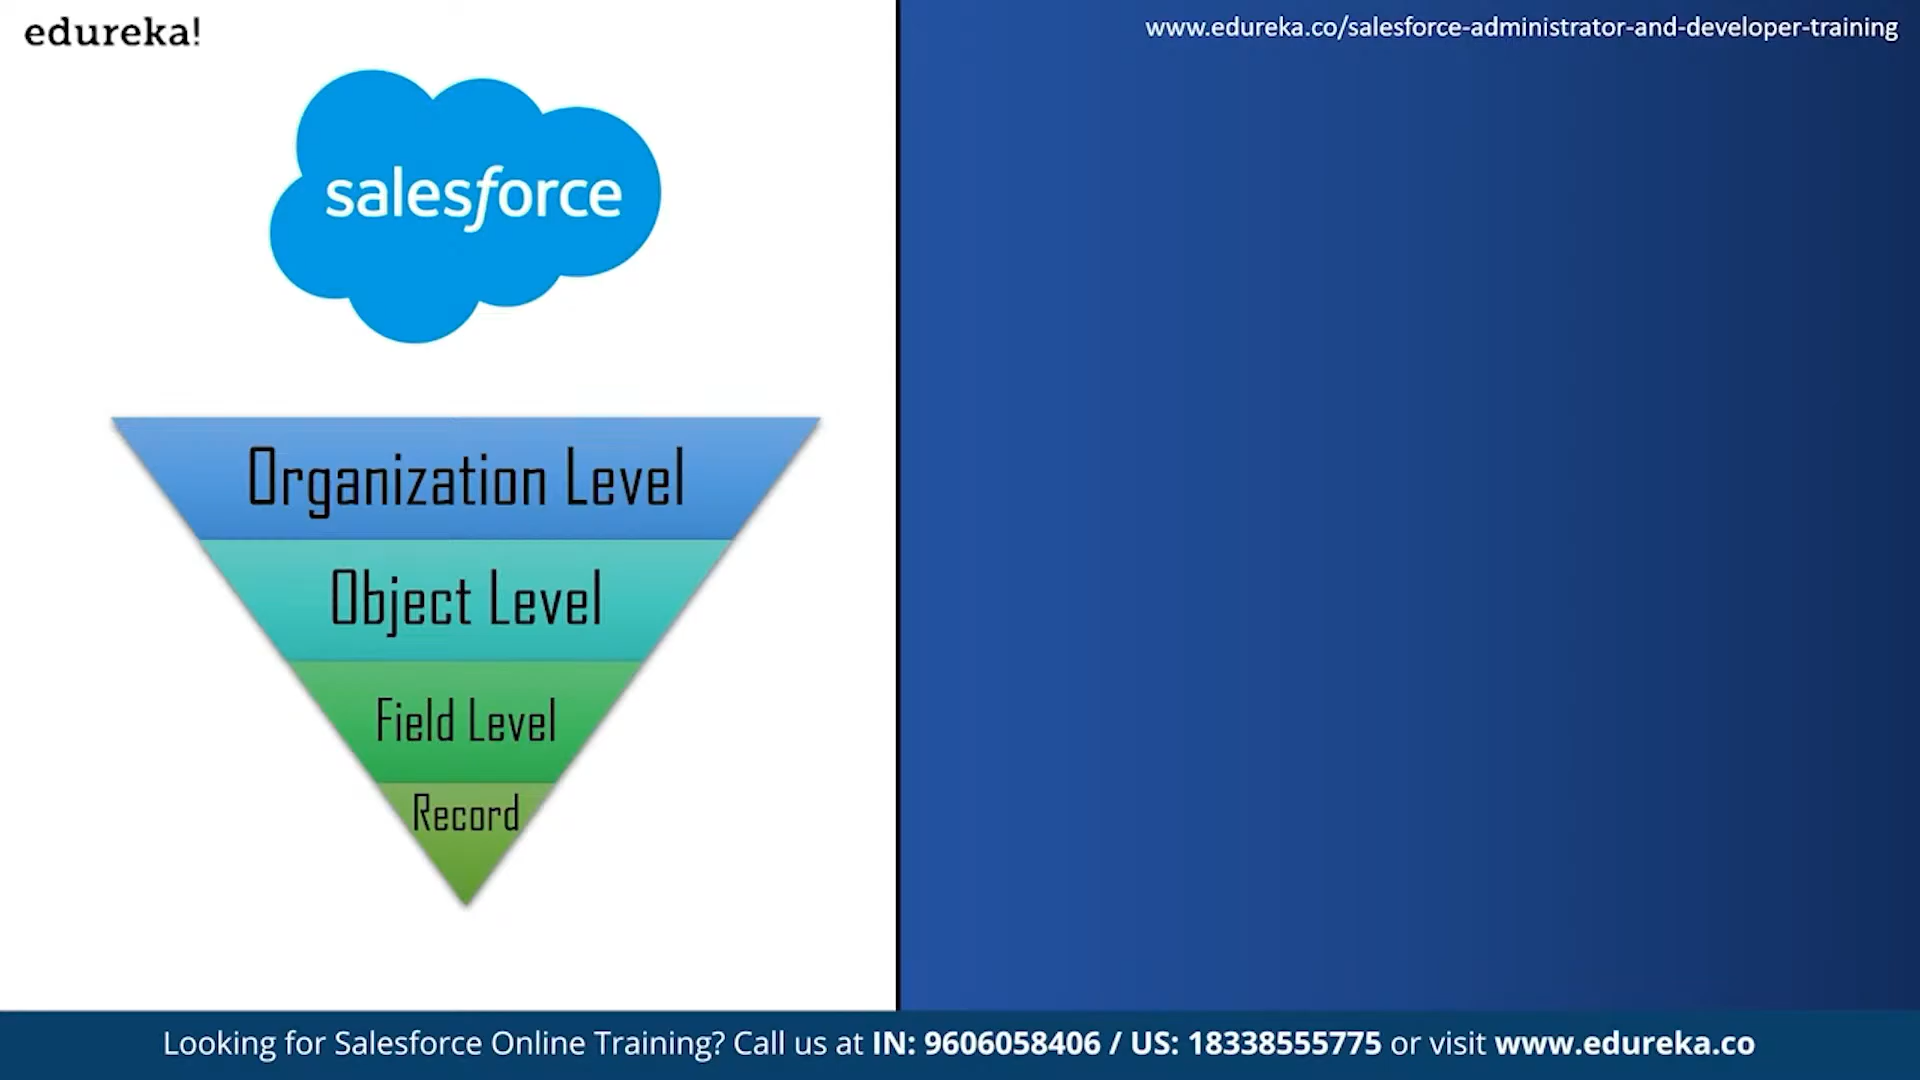 edureka!
www.edureka.co/salesforce-administrator-and-developer-training
salesforce
Organization Level
Object Level
Field Level
Record
Looking for Salesforce Online Training? Call us at IN: 9606058406 / US: 18338555775 or visit www.edureka.co